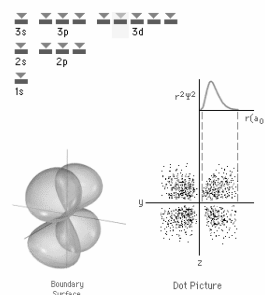 3s 3p 3d
2s 2p
1s
r²Ψ²
r(a₀
y
z
Boundary
Surface
Dot Picture